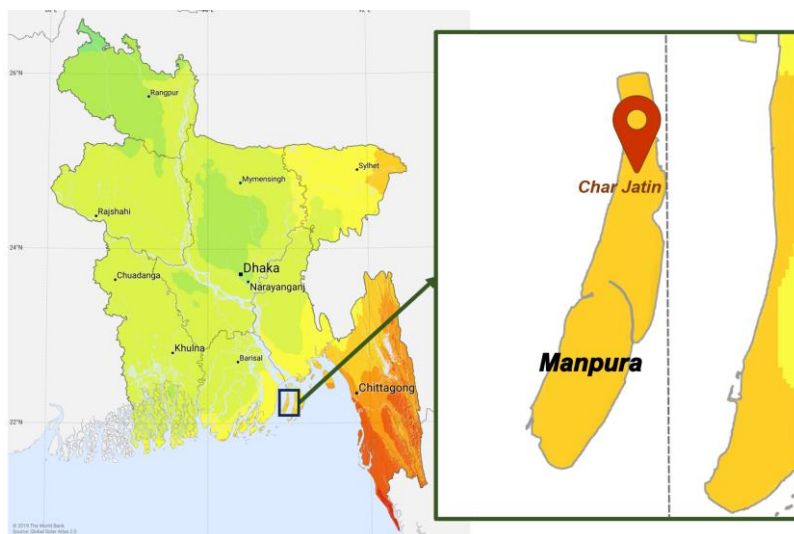 26°N
Rangpur
Sylhet
Mymensingh
Rajshahi
24°N
Dhaka
Chuadanga
Narayanganj
Khulna
Barisal
Chittagong
22°N
© 2019 The World Bank
Source: Global Solar Atlas 2.0
Char Jatin
Manpura